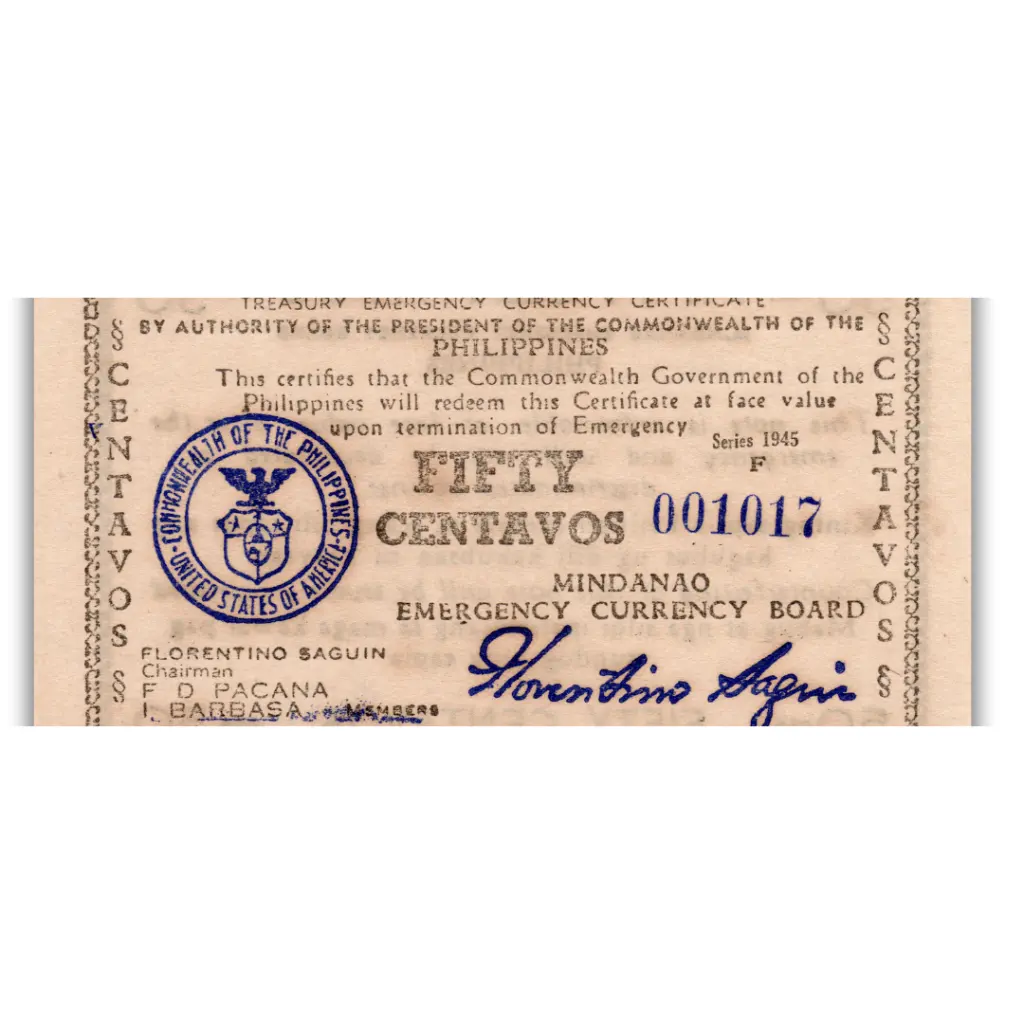 TREASURY EMERGENCY CURRENCY CERTIFICATE
§ BY AUTHORITY OF THE PRESIDENT OF THE COMMONWEALTH OF THE §
PHILIPPINES
This certifies that the Commonwealth Government of the
Philippines will redeem this Certificate at face value
upon termination of Emergency
Series 1945
F
FIFTY
CENTAVOS
001017
CENTAVOS
CENTAVOS
COMMONWEALTH OF THE PHILIPPINES
UNITED STATES OF AMERICA
MINDANAO
EMERGENCY CURRENCY BOARD
FLORENTINO SAGUIN
Chairman
F D PACANA
I. BARBASA MEMBERS
Florentino Saguin
§ §